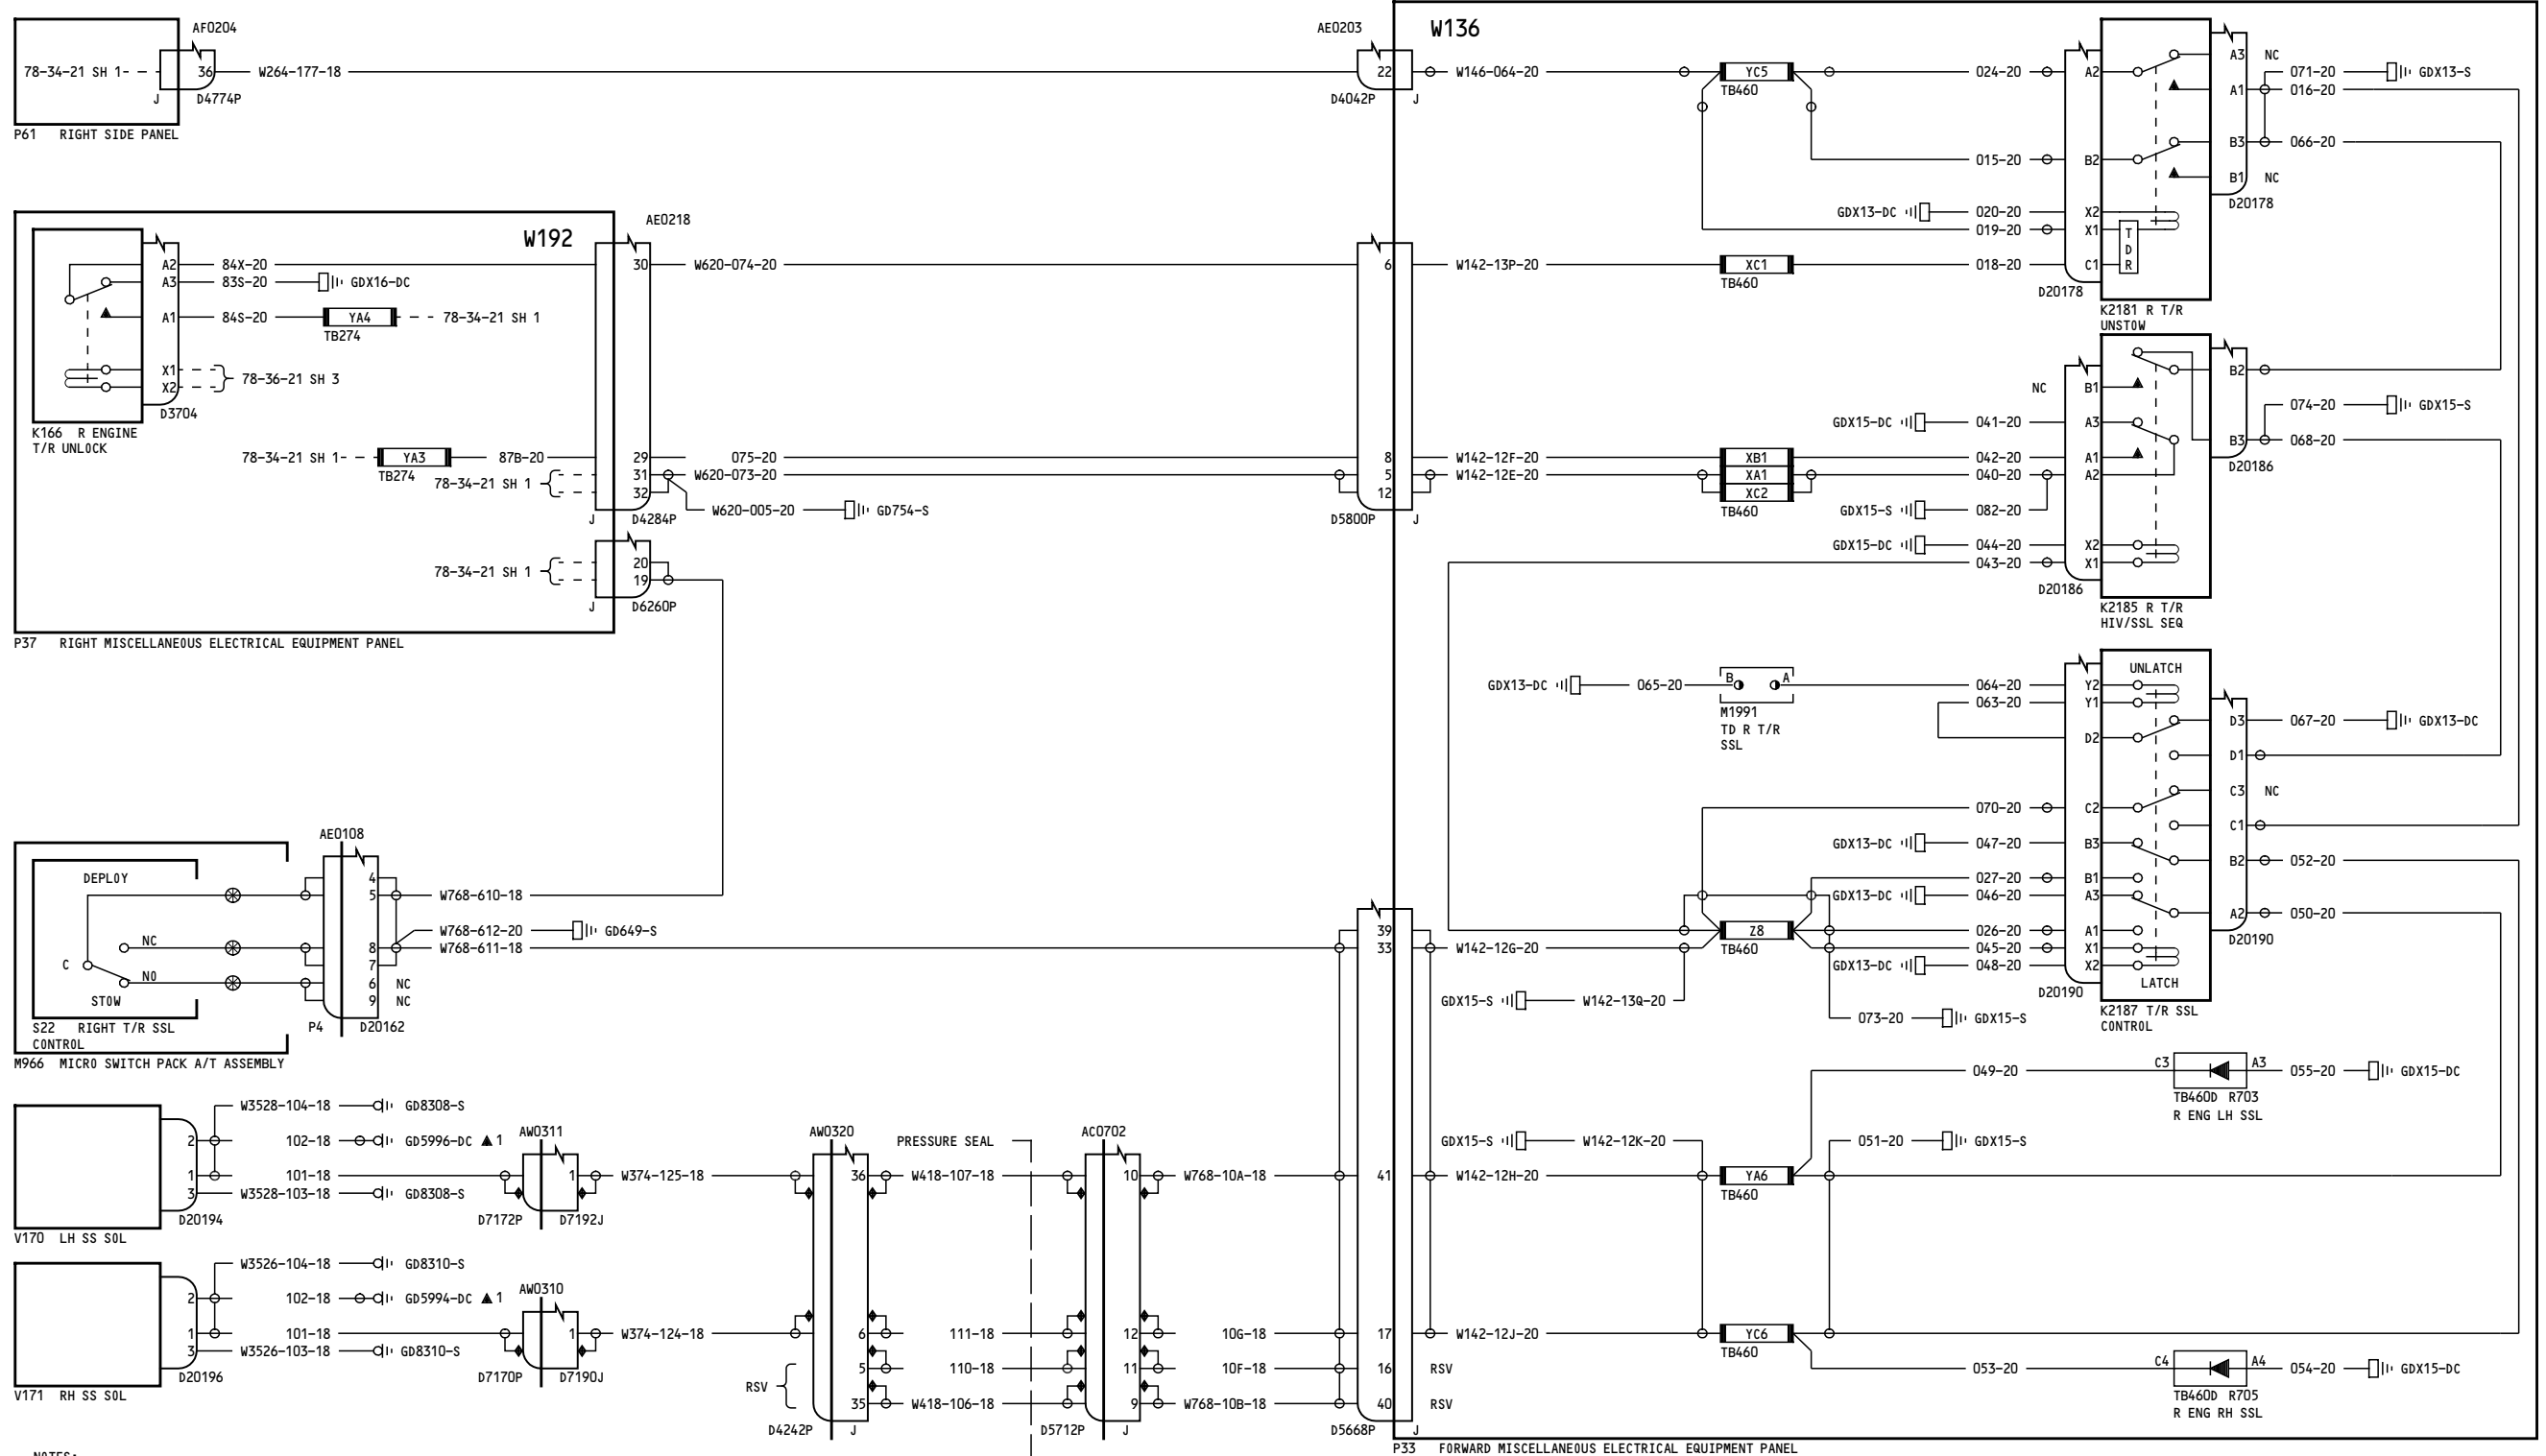 AF0204
78-34-21 SH 1
36
W264-177-18
J
D4774P
P61 RIGHT SIDE PANEL
AE0203
22
D4042P
J
W136
W146-064-20
YC5
TB460
024-20
A2
A3
NC
071-20
GDX13-S
A1
016-20
015-20
B2
B3
066-20
B1
NC
D20178
GDX13-DC
020-20
X2
019-20
X1
T
D
R
018-20
C1
D20178
K2181 R T/R
UNSTOW
W192
AE0218
A2
84X-20
30
W620-074-20
6
W142-13P-20
XC1
TB460
A3
83S-20
GDX16-DC
A1
84S-20
YA4
78-34-21 SH 1
TB274
X1
X2
78-36-21 SH 3
D3704
K166 R ENGINE
T/R UNLOCK
78-34-21 SH 1
YA3
87B-20
29
075-20
8
W142-12F-20
XB1
TB274
78-34-21 SH 1
31
W620-073-20
5
W142-12E-20
XA1
32
12
XC2
J
D4284P
W620-005-20
GD754-S
D5800P
J
TB460
78-34-21 SH 1
20
19
J
D6260P
P37 RIGHT MISCELLANEOUS ELECTRICAL EQUIPMENT PANEL
NC
B1
B2
GDX15-DC
041-20
A3
074-20
GDX15-S
B3
068-20
042-20
A1
D20186
040-20
A2
GDX15-S
082-20
GDX15-DC
044-20
X2
043-20
X1
D20186
K2185 R T/R
HIV/SSL SEQ
UNLATCH
GDX13-DC
065-20
B
A
064-20
Y2
M1991
TD R T/R
SSL
063-20
Y1
D3
067-20
GDX13-DC
D2
D1
C3
NC
070-20
C2
C1
GDX13-DC
047-20
B3
B2
052-20
027-20
B1
GDX13-DC
046-20
A3
A2
050-20
026-20
A1
D20190
045-20
X1
GDX13-DC
048-20
X2
LATCH
D20190
K2187 T/R SSL
CONTROL
AE0108
DEPLOY
4
5
W768-610-18
W768-612-20
GD649-S
NC
8
W768-611-18
C
7
NO
6
NC
STOW
9
NC
S22 RIGHT T/R SSL
CONTROL
P4
D20162
M966 MICRO SWITCH PACK A/T ASSEMBLY
39
33
W142-12G-20
Z8
TB460
GDX15-S
W142-13Q-20
073-20
GDX15-S
049-20
C3
A3
055-20
GDX15-DC
TB460D R703
R ENG LH SSL
W3528-104-18
GD8308-S
2
102-18
GD5996-DC
1
AW0311
1
101-18
1
W374-125-18
3
W3528-103-18
GD8308-S
D20194
D7172P
D7192J
V170 LH SS SOL
AW0320
PRESSURE SEAL
AC0702
36
W418-107-18
10
W768-10A-18
41
W142-12H-20
YA6
TB460
GDX15-S
W142-12K-20
051-20
GDX15-S
W3526-104-18
GD8310-S
2
102-18
GD5994-DC
1
AW0310
1
101-18
1
W374-124-18
3
W3526-103-18
GD8310-S
D20196
D7170P
D7190J
V171 RH SS SOL
6
111-18
12
10G-18
17
W142-12J-20
YC6
TB460
RSV
5
110-18
11
10F-18
16
RSV
35
W418-106-18
9
W768-10B-18
40
RSV
D4242P
J
D5712P
J
D5668P
J
053-20
C4
A4
054-20
GDX15-DC
TB460D R705
R ENG RH SSL
P33 FORWARD MISCELLANEOUS ELECTRICAL EQUIPMENT PANEL
NOTES: